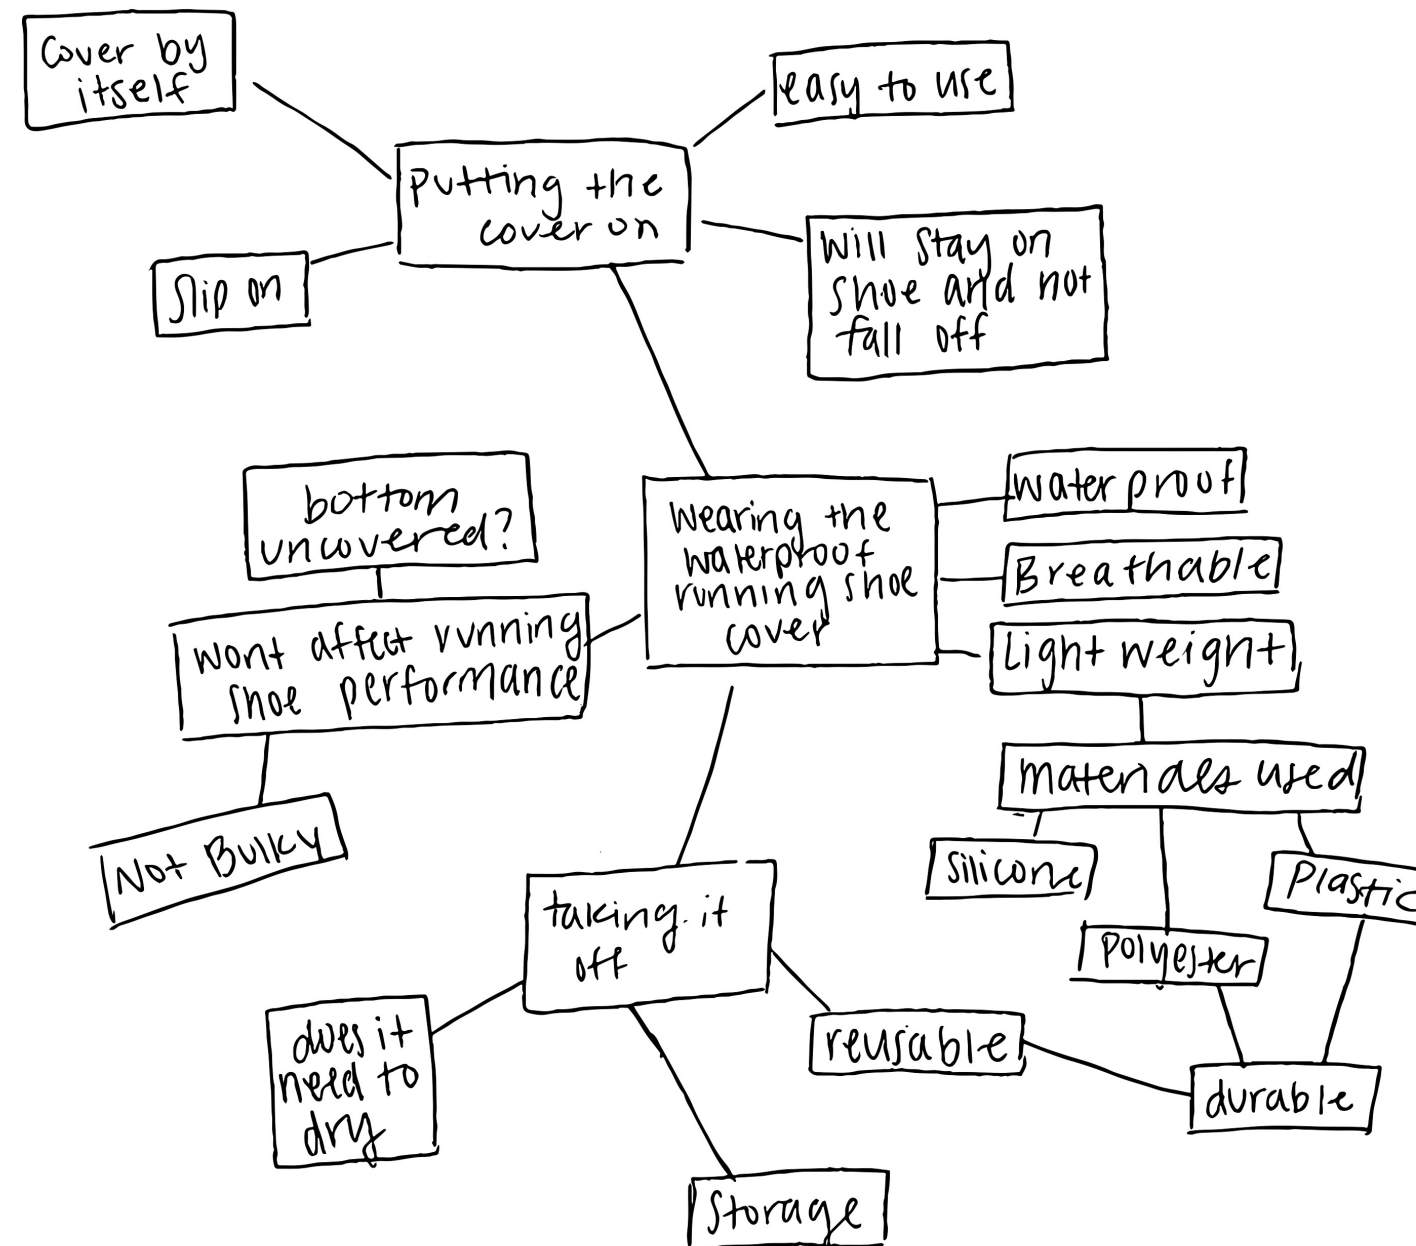 Cover by
itself
easy to use
putting the
cover on
Slip on
Will stay on
shoe and not
fall off
bottom
uncovered?
Wearing the
waterproof
running shoe
cover
waterproof
Breathable
Light weight
wont affect running
shoe performance
materials used
Not Bulky
silicone
Plastic
polyester
taking it
off
does it
need to
dry
reusable
durable
Storage